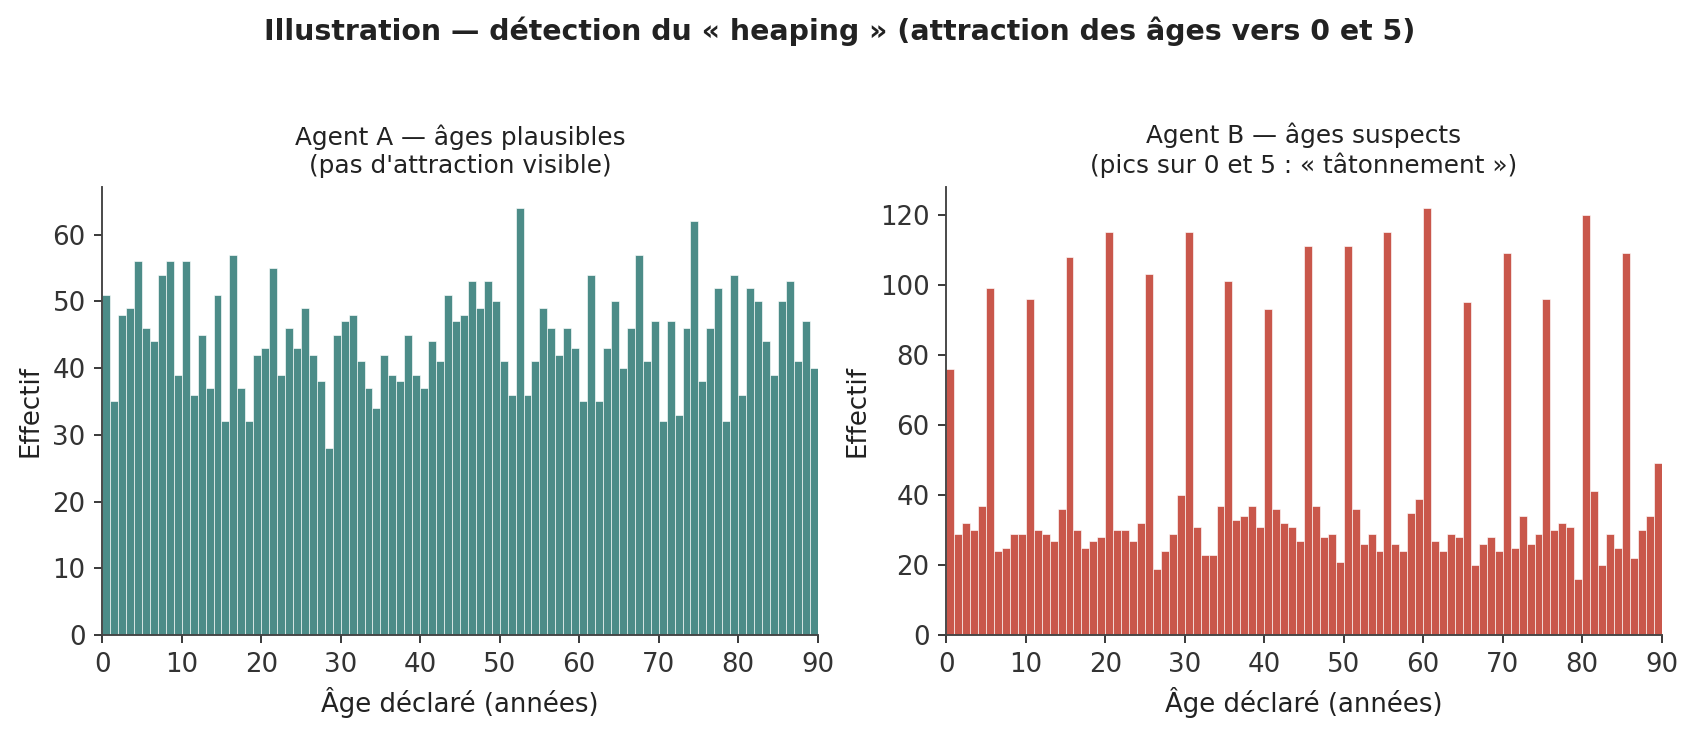 Illustration — détection du « heaping » (attraction des âges vers 0 et 5)
Agent A — âges plausibles
(pas d'attraction visible)
Effectif
60
50
40
30
20
10
0
0 10 20 30 40 50 60 70 80 90
Âge déclaré (années)
Agent B — âges suspects
(pics sur 0 et 5 : « tâtonnement »)
Effectif
120
100
80
60
40
20
0
0 10 20 30 40 50 60 70 80 90
Âge déclaré (années)